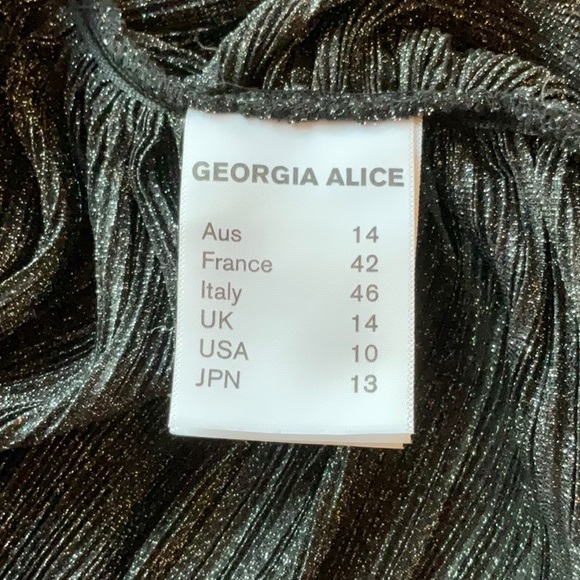 GEORGIA ALICE
Aus 14
France 42
Italy 46
UK 14
USA 10
JPN 13